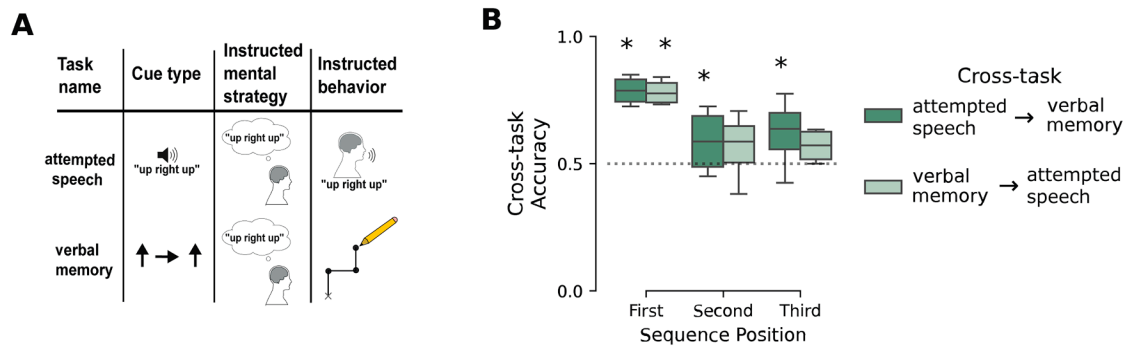 A
Task
name
Cue type
Instructed
mental
strategy
Instructed
behavior
attempted
speech
"up right up"
"up right up"
"up right up"
verbal
memory
"up right up"
B
Cross-task
Accuracy
1.0
0.5
0.0
* *
*
*
First Second Third
Sequence Position
Cross-task
attempted
speech → verbal
memory
verbal
memory → attempted
speech